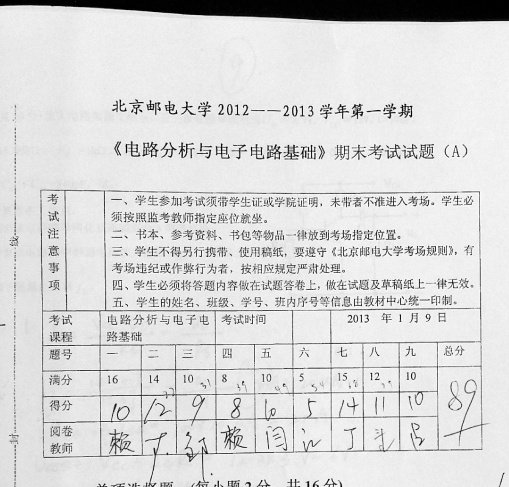 北京邮电大学2012——2013学年第一学期
《电路分析与电子电路基础》期末考试试题（A）
考试注意事项
一、学生参加考试须带学生证或学院证明，未带者不准进入考场。学生必
须按照监考教师指定座位就坐。
二、书本、参考资料、书包等物品一律放到考场指定位置。
三、学生不得另行携带、使用稿纸，要遵守《北京邮电大学考场规则》，有
考场违纪或作弊行为者，按相应规定严肃处理。
四、学生必须将答题内容做在试题答卷上，做在试题及草稿纸上一律无效。
五、学生的姓名、班级、学号、班内序号等信息由教材中心统一印制。
考试 电路分析与电子电 考试时间 2013 年 1 月 9 日
课程 路基础
题号 一 二 三 四 五 六 七 八 九 总分
满分 16 14 10 8 10 5 15 12 10
得分 10 12 9 8 10 5 14 11 10 89
阅卷 赖 邹 赖 闫 江 丁 吕
教师
单项选择题 （每小题2分，共16分）